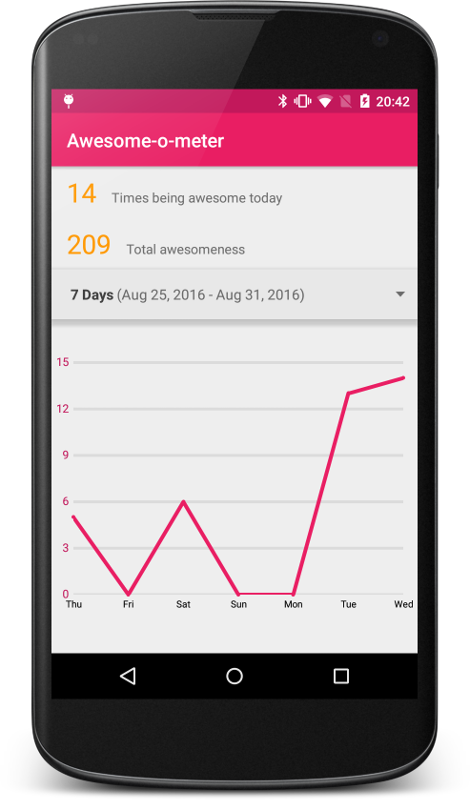 20:42
Awesome-o-meter
14 Times being awesome today
209 Total awesomeness
7 Days (Aug 25, 2016 - Aug 31, 2016)
15
12
9
6
3
0
Thu Fri Sat Sun Mon Tue Wed